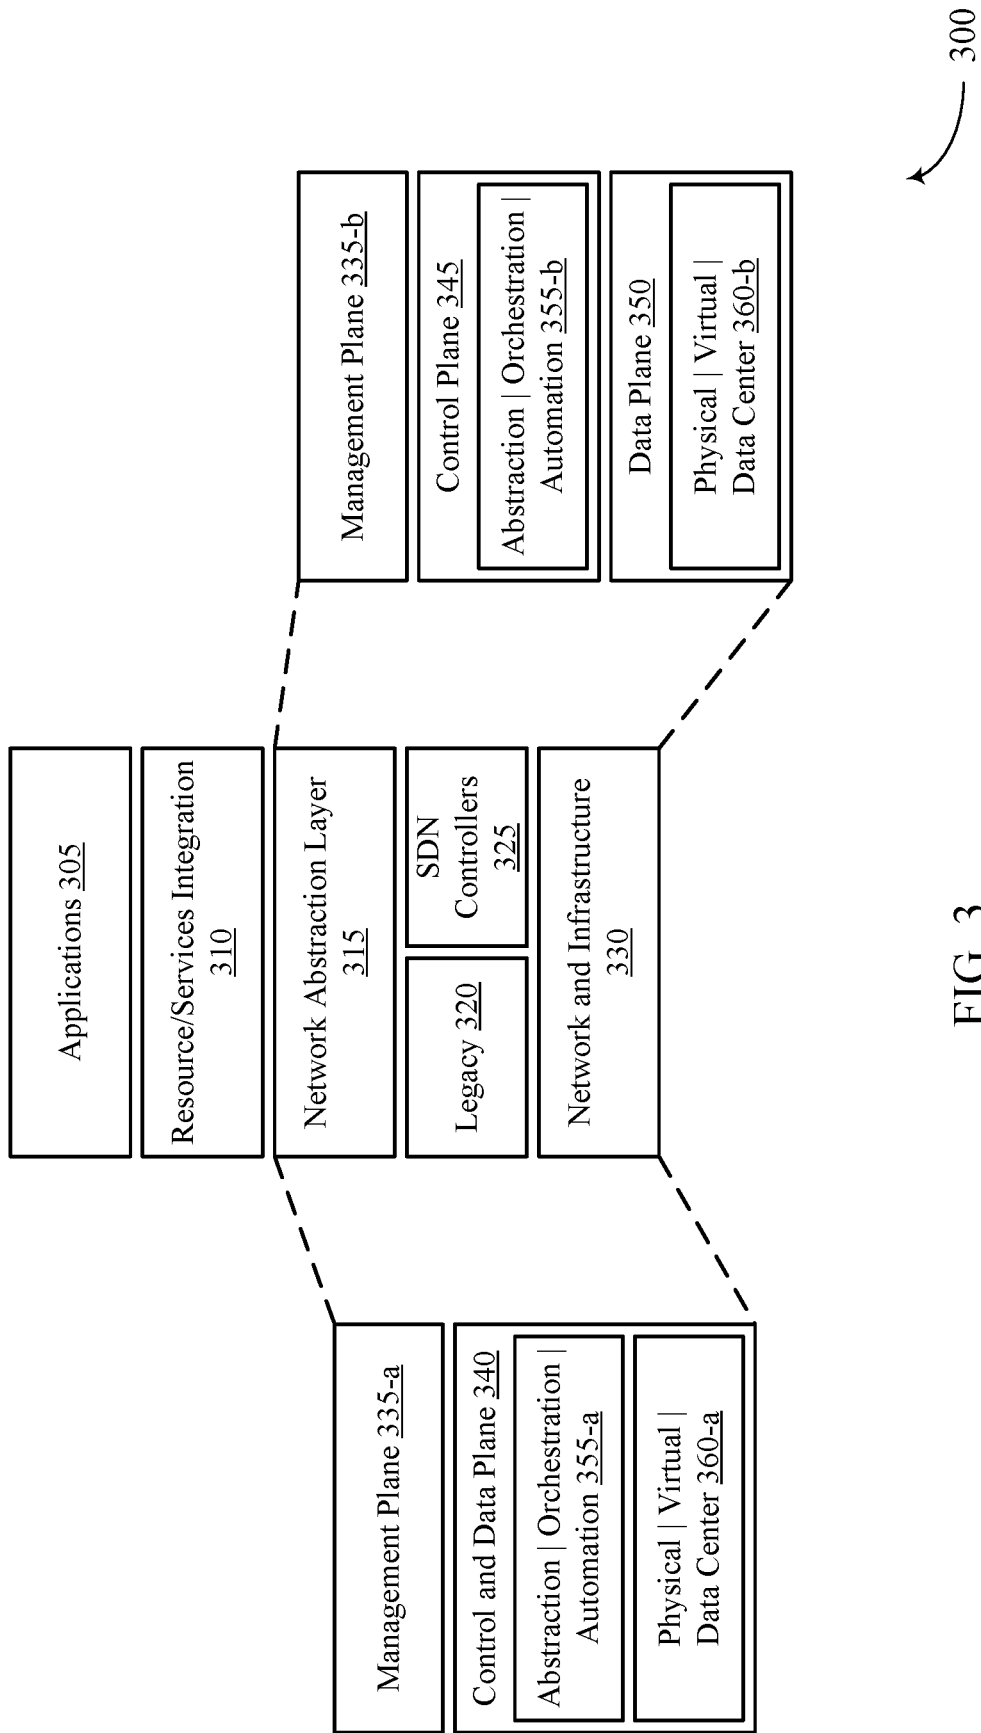 Applications 305
Resource/Services Integration
310
Network Abstraction Layer
315
Legacy 320
SDN
Controllers
325
Network and Infrastructure
330
Management Plane 335-a
Control and Data Plane 340
Abstraction | Orchestration |
Automation 355-a
Physical | Virtual |
Data Center 360-a
Management Plane 335-b
Control Plane 345
Abstraction | Orchestration |
Automation 355-b
Data Plane 350
Physical | Virtual |
Data Center 360-b
300
FIG. 3